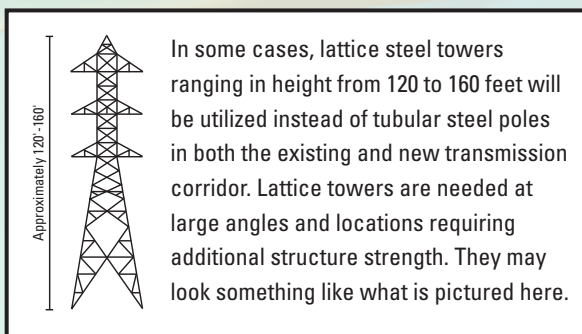 Approximately 120'-160'
In some cases, lattice steel towers
ranging in height from 120 to 160 feet will
be utilized instead of tubular steel poles
in both the existing and new transmission
corridor. Lattice towers are needed at
large angles and locations requiring
additional structure strength. They may
look something like what is pictured here.